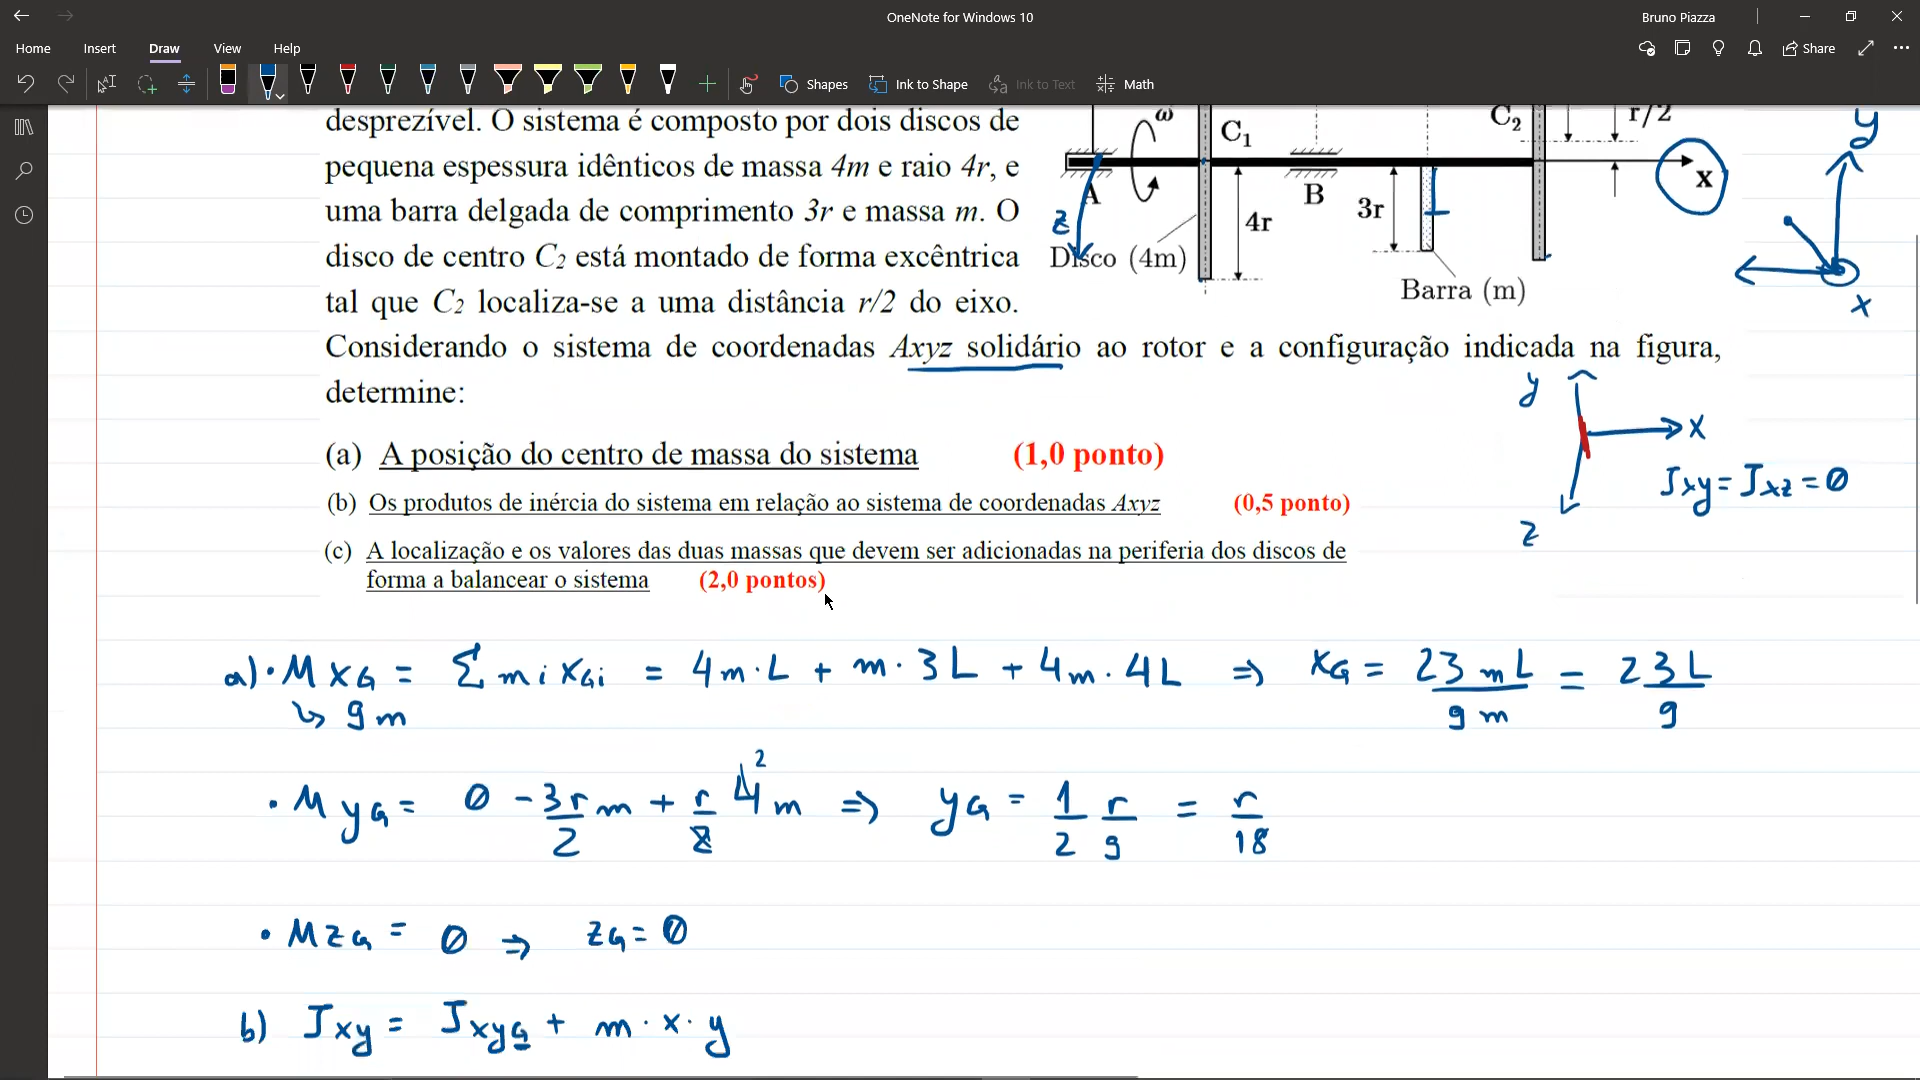 OneNote for Windows 10
Bruno Piazza
Home Insert Draw View Help
Share
Shapes Ink to Shape Ink to Text Math
desprezível. O sistema é composto por dois discos de
pequena espessura idênticos de massa 4m e raio 4r, e
uma barra delgada de comprimento 3r e massa m. O
disco de centro C₂ está montado de forma excêntrica
tal que C₂ localiza-se a uma distância r/2 do eixo.
Considerando o sistema de coordenadas Axyz solidário ao rotor e a configuração indicada na figura,
determine:
ω
C₁
C₂
r/2
A
B
x
z
4r
3r
Disco (4m)
Barra (m)
y
x
y
x
z
Jxy = Jxz = 0
(a) A posição do centro de massa do sistema (1,0 ponto)
(b) Os produtos de inércia do sistema em relação ao sistema de coordenadas Axyz (0,5 ponto)
(c) A localização e os valores das duas massas que devem ser adicionadas na periferia dos discos de
forma a balancear o sistema (2,0 pontos)
a) • M xG = Σ mi xGi = 4m · L + m · 3L + 4m · 4L ⇒ xG = 23 mL / 9m = 23L / 9
↳ 9m
• M yG = 0 - 3r/2 m + r/2 4² m ⇒ yG = 1/2 r/9 = r/18
• M zG = 0 ⇒ zG = 0
b) Jxy = JxyG + m · x · y